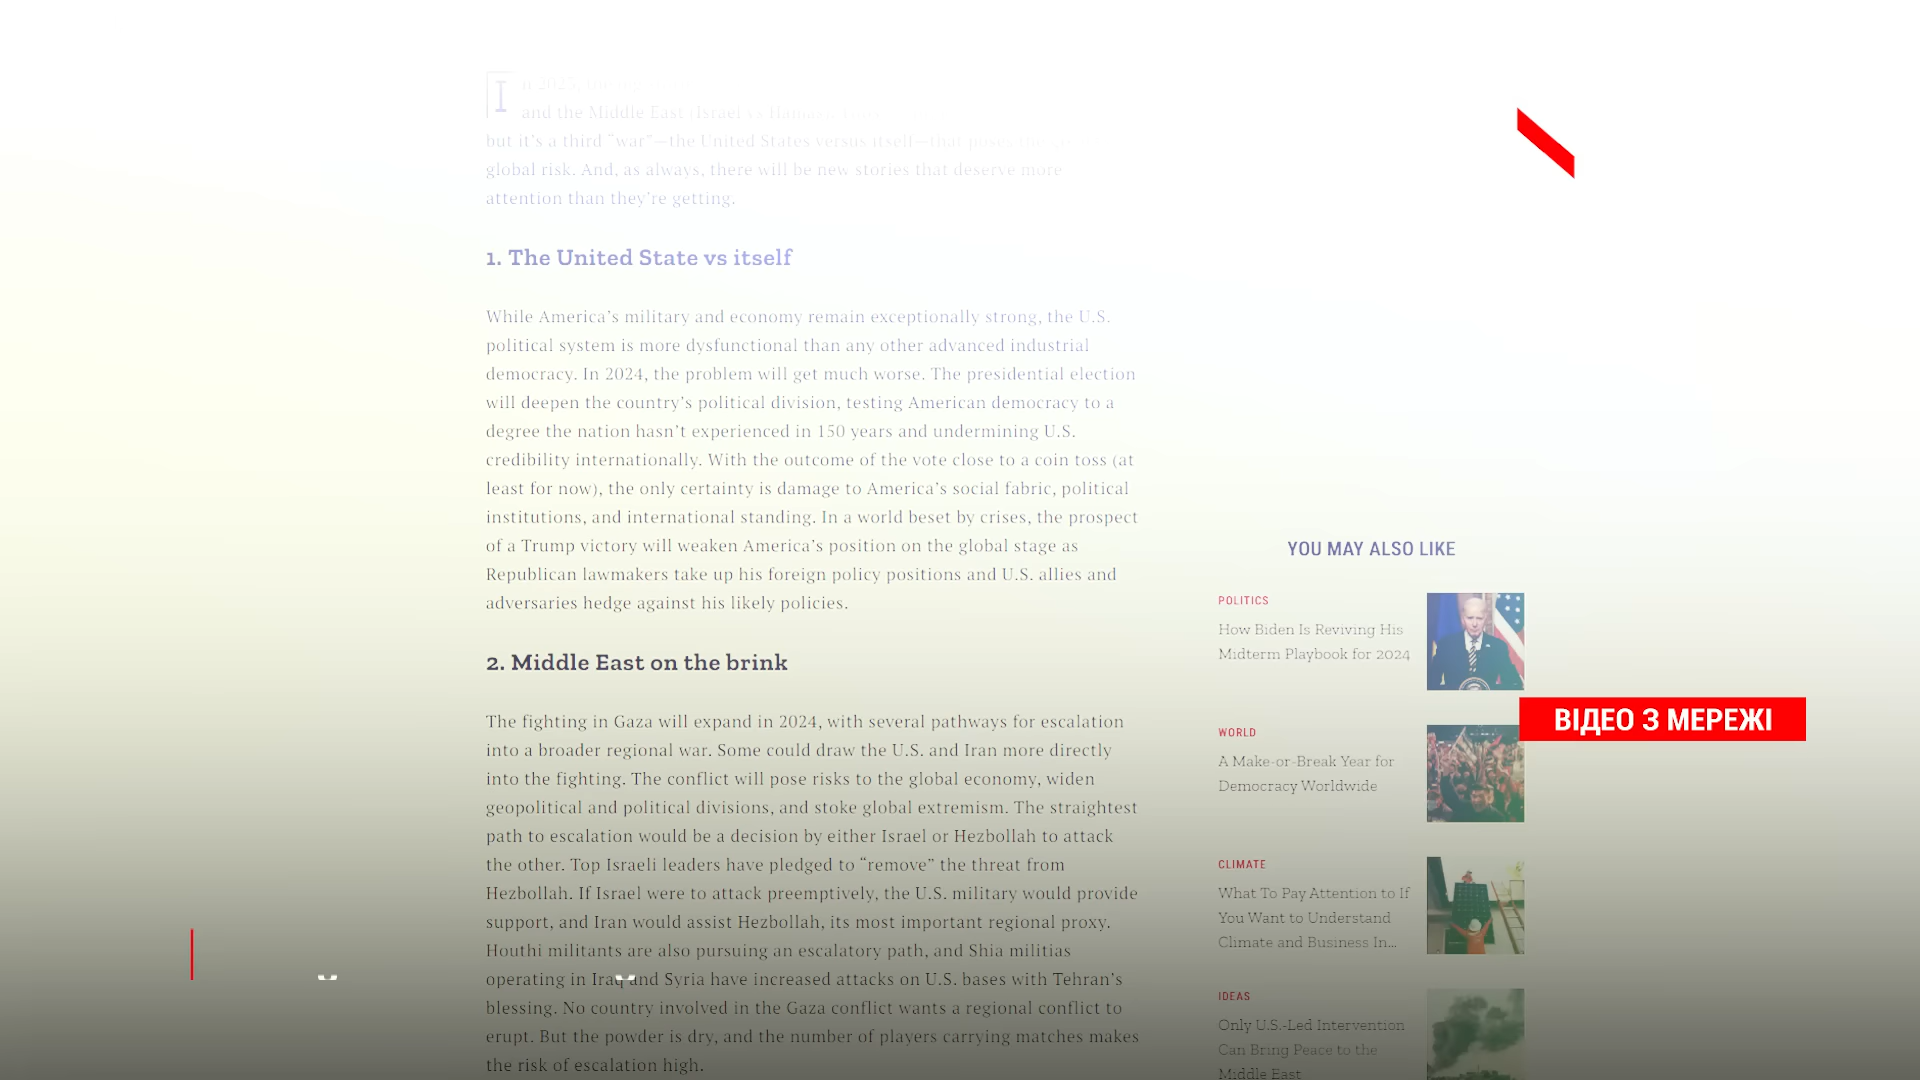 In 2023,
and the Middle East (Israel vs Hamas)
but it's a third “war”—the United States versus itself—that poses the
global risk. And, as always, there will be new stories that deserve more
attention than they're getting.
1. The United State vs itself
While America's military and economy remain exceptionally strong, the U.S.
political system is more dysfunctional than any other advanced industrial
democracy. In 2024, the problem will get much worse. The presidential election
will deepen the country's political division, testing American democracy to a
degree the nation hasn't experienced in 150 years and undermining U.S.
credibility internationally. With the outcome of the vote close to a coin toss (at
least for now), the only certainty is damage to America's social fabric, political
institutions, and international standing. In a world beset by crises, the prospect
of a Trump victory will weaken America's position on the global stage as
Republican lawmakers take up his foreign policy positions and U.S. allies and
adversaries hedge against his likely policies.
2. Middle East on the brink
The fighting in Gaza will expand in 2024, with several pathways for escalation
into a broader regional war. Some could draw the U.S. and Iran more directly
into the fighting. The conflict will pose risks to the global economy, widen
geopolitical and political divisions, and stoke global extremism. The straightest
path to escalation would be a decision by either Israel or Hezbollah to attack
the other. Top Israeli leaders have pledged to “remove” the threat from
Hezbollah. If Israel were to attack preemptively, the U.S. military would provide
support, and Iran would assist Hezbollah, its most important regional proxy.
Houthi militants are also pursuing an escalatory path, and Shia militias
operating in Iraq and Syria have increased attacks on U.S. bases with Tehran's
blessing. No country involved in the Gaza conflict wants a regional conflict to
erupt. But the powder is dry, and the number of players carrying matches makes
the risk of escalation high.
YOU MAY ALSO LIKE
POLITICS
How Biden Is Reviving His
Midterm Playbook for 2024
ВІДЕО З МЕРЕЖІ
WORLD
A Make-or-Break Year for
Democracy Worldwide
CLIMATE
What To Pay Attention to If
You Want to Understand
Climate and Business In...
IDEAS
Only U.S.-Led Intervention
Can Bring Peace to the
Middle East